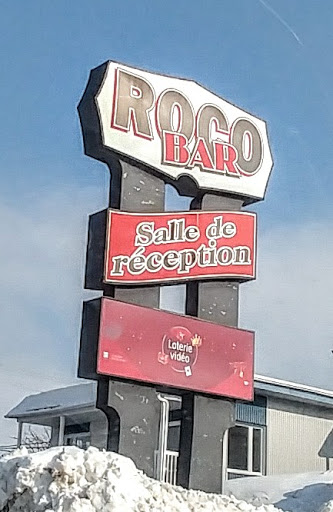 ROCO
BAR
Salle de
réception
Loterie
vidéo